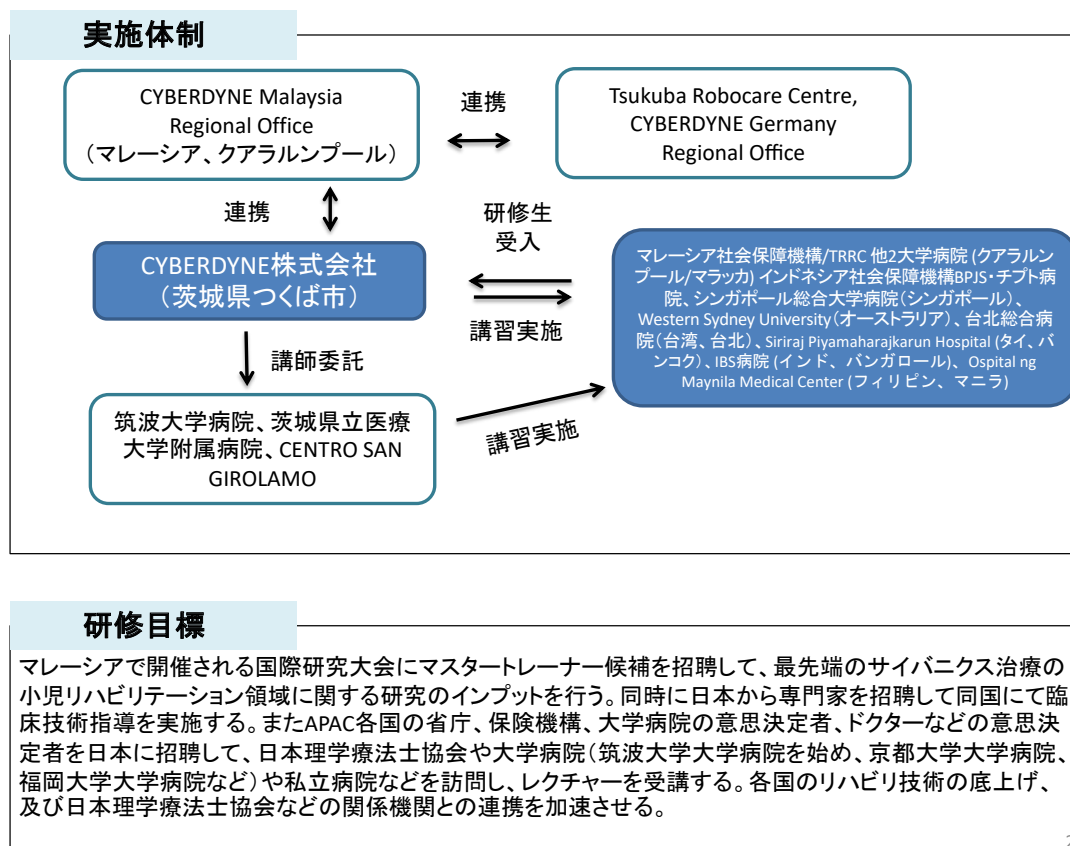 実施体制
CYBERDYNE Malaysia
Regional Office
（マレーシア、クアラルンプール）
連携
Tsukuba Robocare Centre,
CYBERDYNE Germany
Regional Office
連携
研修生
受入
CYBERDYNE株式会社
（茨城県つくば市）
講習実施
マレーシア社会保障機構/TRRC 他2大学病院 (クアラルン
プール/マラッカ) インドネシア社会保障機構BPJS・チプト病
院、シンガポール総合大学病院（シンガポール）、
Western Sydney University（オーストラリア）、台北総合病
院（台湾、台北）、Siriraj Piyamaharajkarun Hospital (タイ、バ
ンコク）、IBS病院 (インド、バンガロール)、Ospital ng
Maynila Medical Center (フィリピン、マニラ)
講師委託
筑波大学病院、茨城県立医療
大学附属病院、CENTRO SAN
GIROLAMO
講習実施
研修目標
マレーシアで開催される国際研究大会にマスタートレーナー候補を招聘して、最先端のサイバニクス治療の
小児リハビリテーション領域に関する研究のインプットを行う。同時に日本から専門家を招聘して同国にて臨
床技術指導を実施する。またAPAC各国の省庁、保険機構、大学病院の意思決定者、ドクターなどの意思決
定者を日本に招聘して、日本理学療法士協会や大学病院（筑波大学大学病院を始め、京都大学大学病院、
福岡大学大学病院など）や私立病院などを訪問し、レクチャーを受講する。各国のリハビリ技術の底上げ、
及び日本理学療法士協会などの関係機関との連携を加速させる。